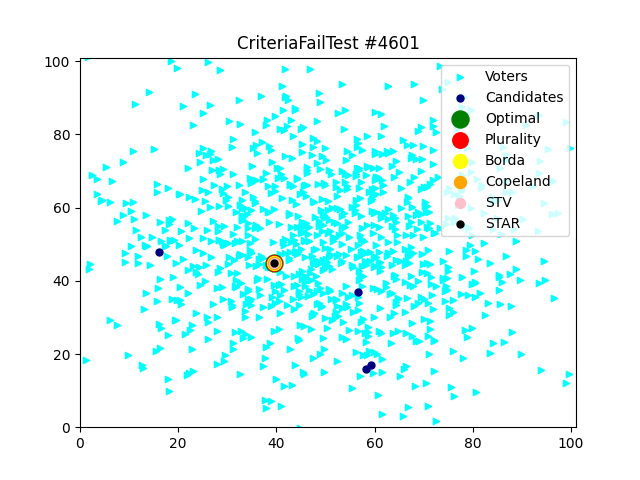 CriteriaFailTest #4601
100
80
60
40
20
0
0
20
40
60
80
100
Voters
Candidates
Optimal
Plurality
Borda
Copeland
STV
STAR